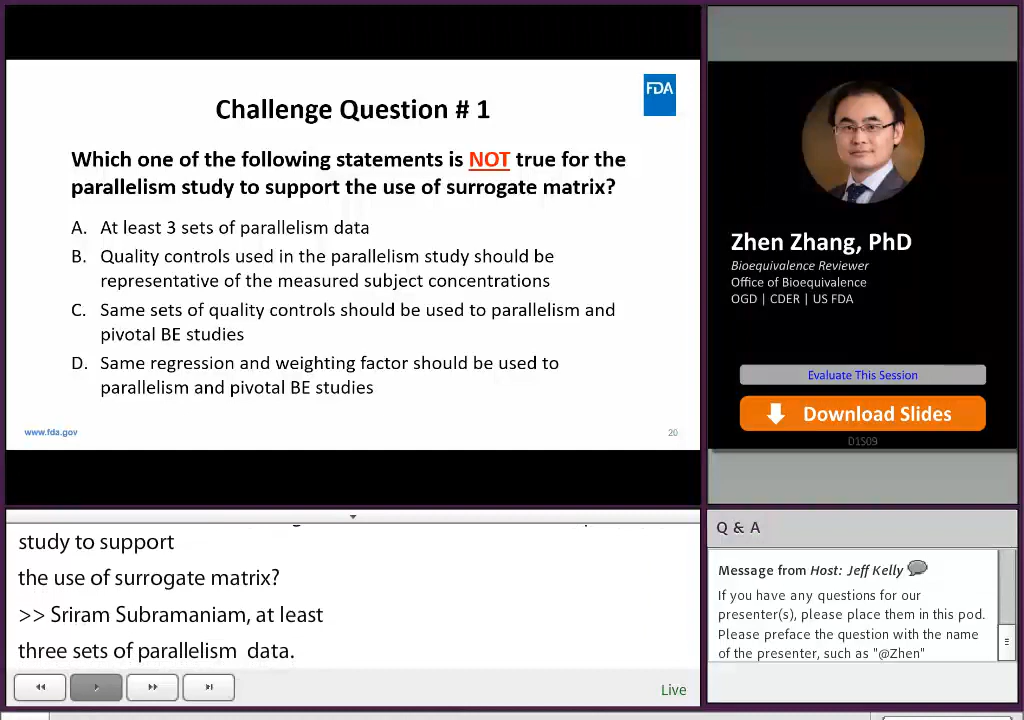 FDA
Challenge Question # 1
Which one of the following statements is NOT true for the
parallelism study to support the use of surrogate matrix?
A. At least 3 sets of parallelism data
B. Quality controls used in the parallelism study should be
representative of the measured subject concentrations
C. Same sets of quality controls should be used to parallelism and
pivotal BE studies
D. Same regression and weighting factor should be used to
parallelism and pivotal BE studies
www.fda.gov
20
Zhen Zhang, PhD
Bioequivalence Reviewer
Office of Bioequivalence
OGD | CDER | US FDA
Evaluate This Session
Download Slides
D1S09
study to support
the use of surrogate matrix?
>> Sriram Subramaniam, at least
three sets of parallelism data.
Live
Q & A
Message from Host: Jeff Kelly
If you have any questions for our
presenter(s), please place them in this pod.
Please preface the question with the name
of the presenter, such as "@Zhen"